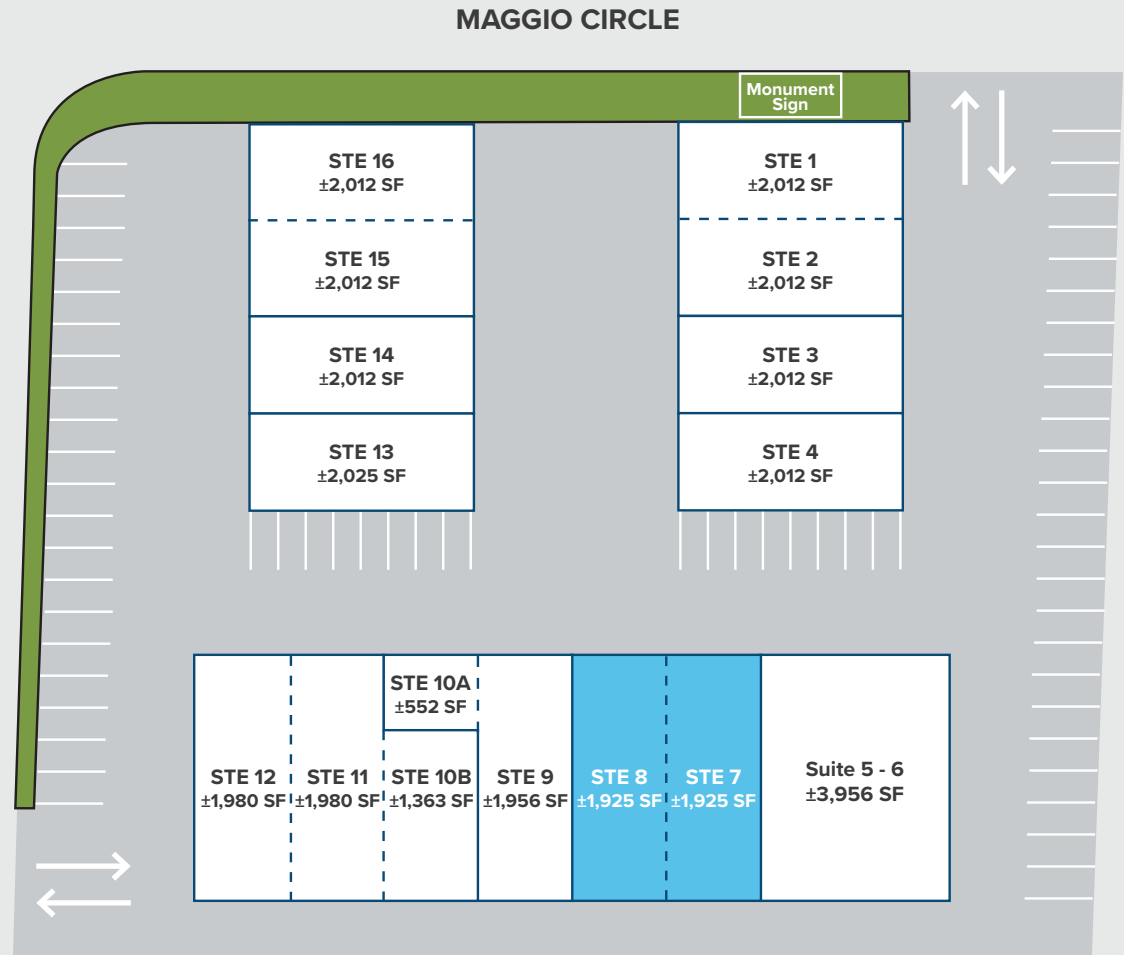 MAGGIO CIRCLE
Monument
Sign
STE 16
±2,012 SF
STE 1
±2,012 SF
STE 15
±2,012 SF
STE 2
±2,012 SF
STE 14
±2,012 SF
STE 3
±2,012 SF
STE 13
±2,025 SF
STE 4
±2,012 SF
STE 10A
±552 SF
STE 12
±1,980 SF
STE 11
±1,980 SF
STE 10B
±1,363 SF
STE 9
±1,956 SF
STE 8
±1,925 SF
STE 7
±1,925 SF
Suite 5 - 6
±3,956 SF